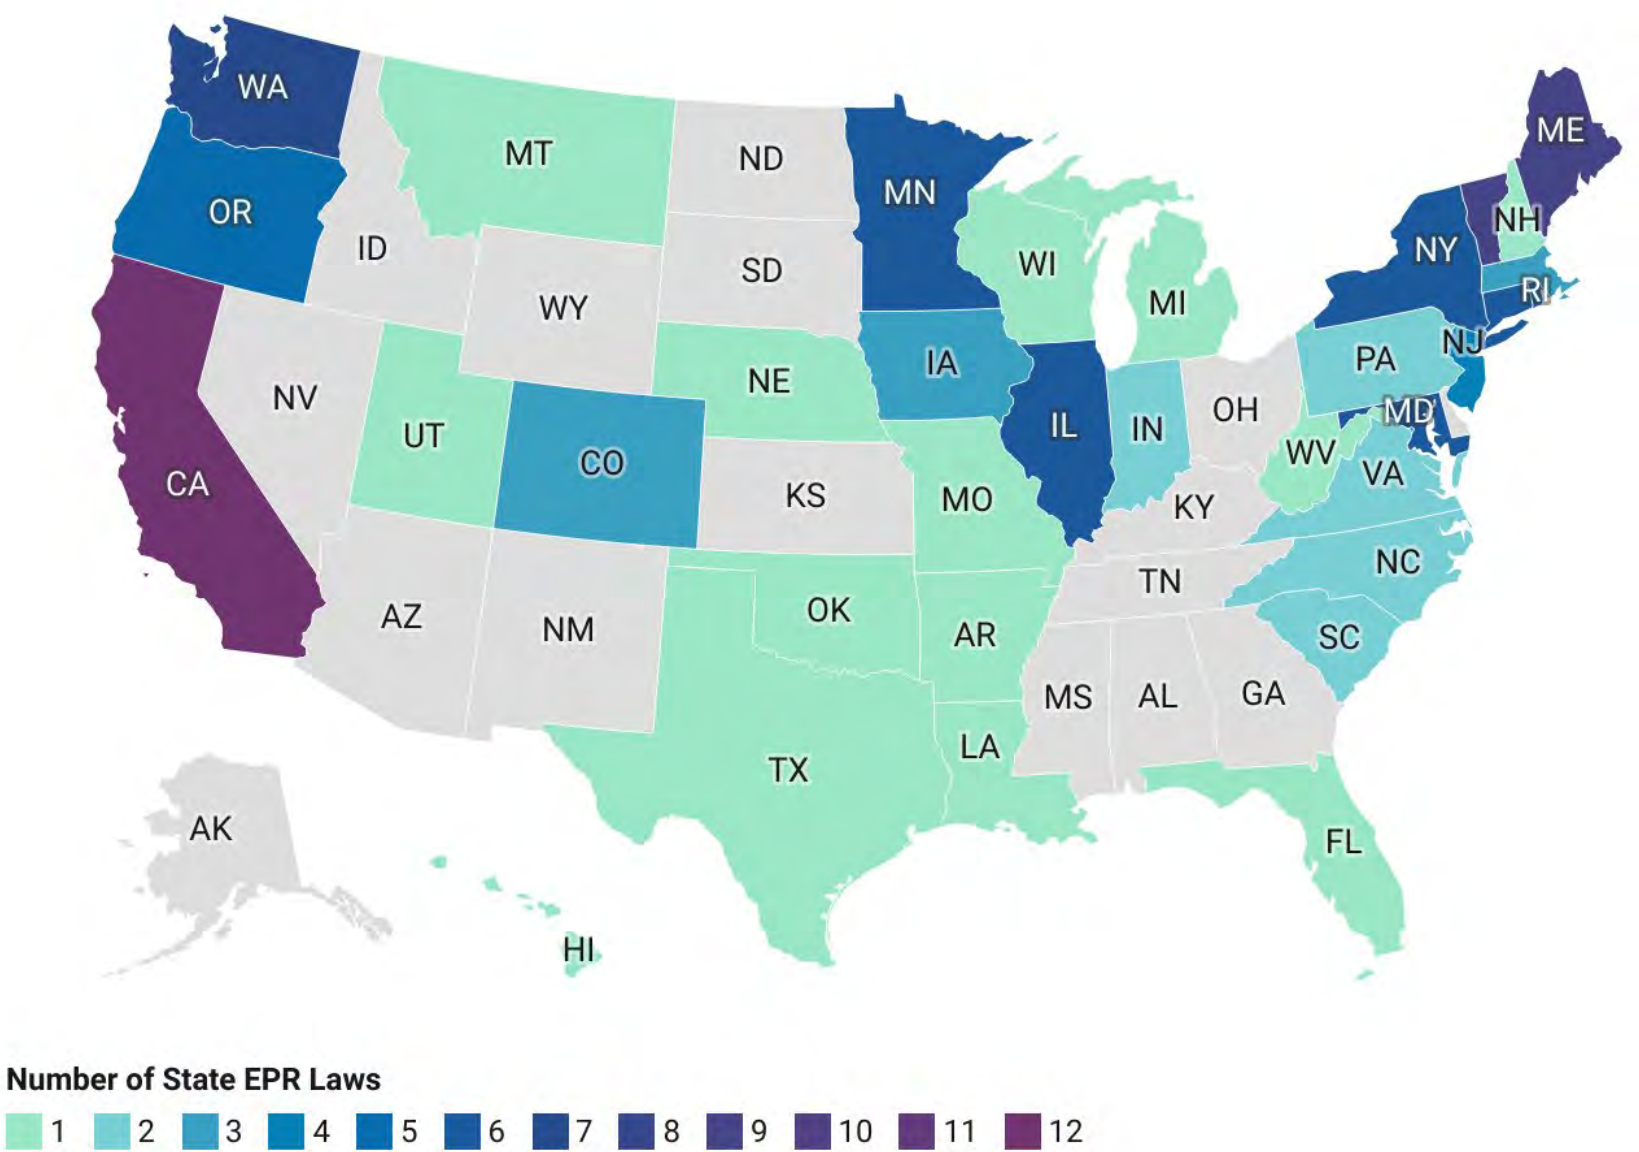 WA
ME
MT
ND
MN
OR
NH
ID
NY
WI
SD
RI
MI
WY
NJ
PA
IA
NE
NV
OH
MD
IL
IN
UT
WV
CO
VA
CA
KS
MO
KY
NC
TN
OK
AZ
NM
AR
SC
MS
AL
GA
LA
TX
AK
FL
HI
Number of State EPR Laws
1 2 3 4 5 6 7 8 9 10 11 12